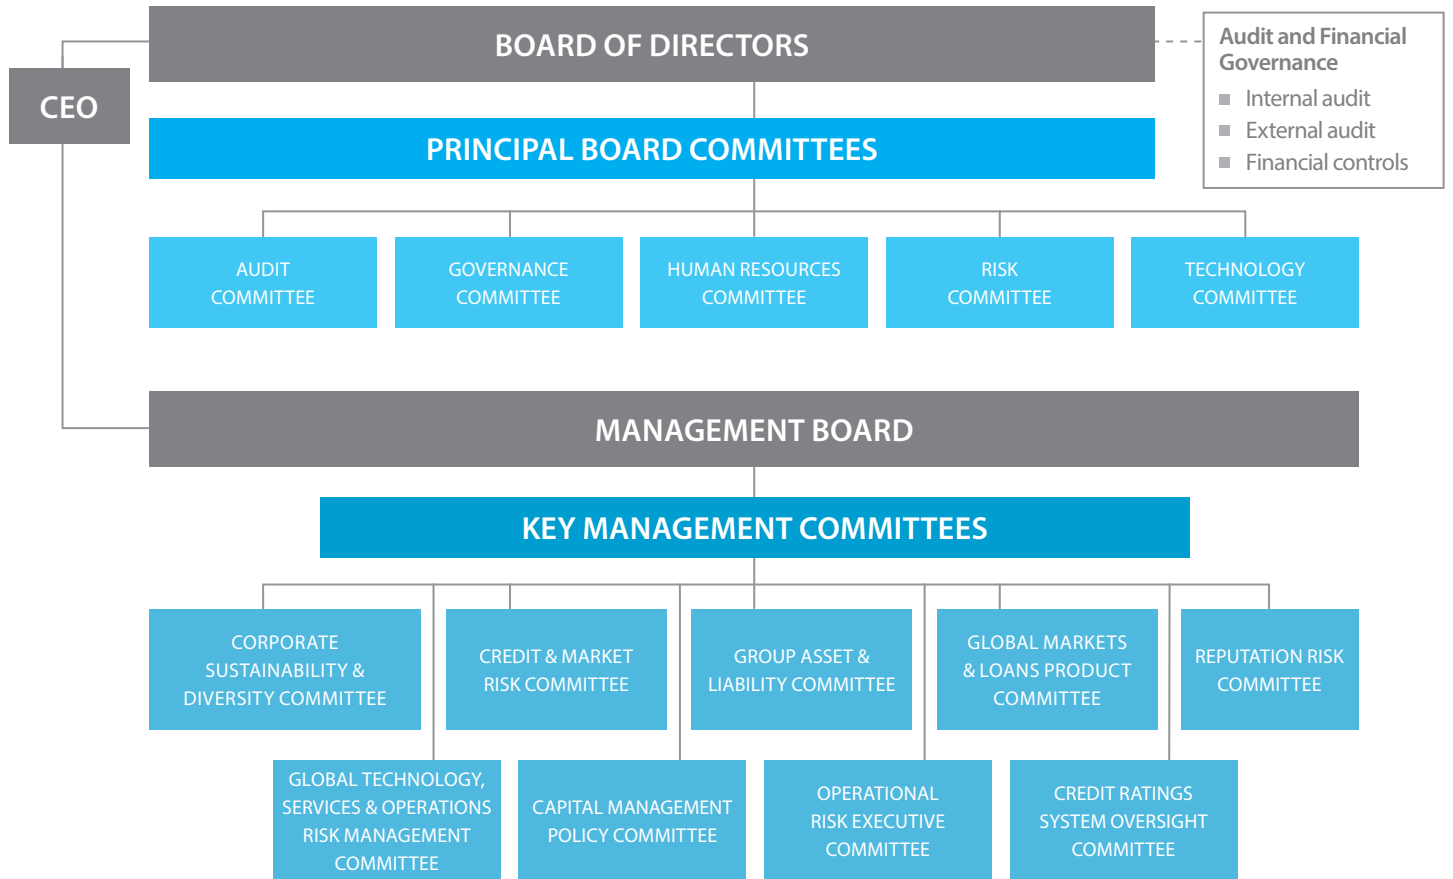 BOARD OF DIRECTORS
Audit and Financial
Governance
Internal audit
External audit
Financial controls
CEO
PRINCIPAL BOARD COMMITTEES
AUDIT
COMMITTEE
GOVERNANCE
COMMITTEE
HUMAN RESOURCES
COMMITTEE
RISK
COMMITTEE
TECHNOLOGY
COMMITTEE
MANAGEMENT BOARD
KEY MANAGEMENT COMMITTEES
CORPORATE
SUSTAINABILITY &
DIVERSITY COMMITTEE
CREDIT & MARKET
RISK COMMITTEE
GROUP ASSET &
LIABILITY COMMITTEE
GLOBAL MARKETS
& LOANS PRODUCT
COMMITTEE
REPUTATION RISK
COMMITTEE
GLOBAL TECHNOLOGY,
SERVICES & OPERATIONS
RISK MANAGEMENT
COMMITTEE
CAPITAL MANAGEMENT
POLICY COMMITTEE
OPERATIONAL
RISK EXECUTIVE
COMMITTEE
CREDIT RATINGS
SYSTEM OVERSIGHT
COMMITTEE